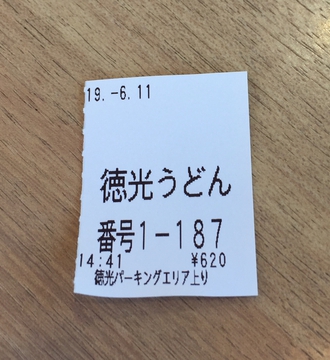 19.-6.11
徳光うどん
番号1-187
14:41 ¥620
徳光パーキングエリア上り